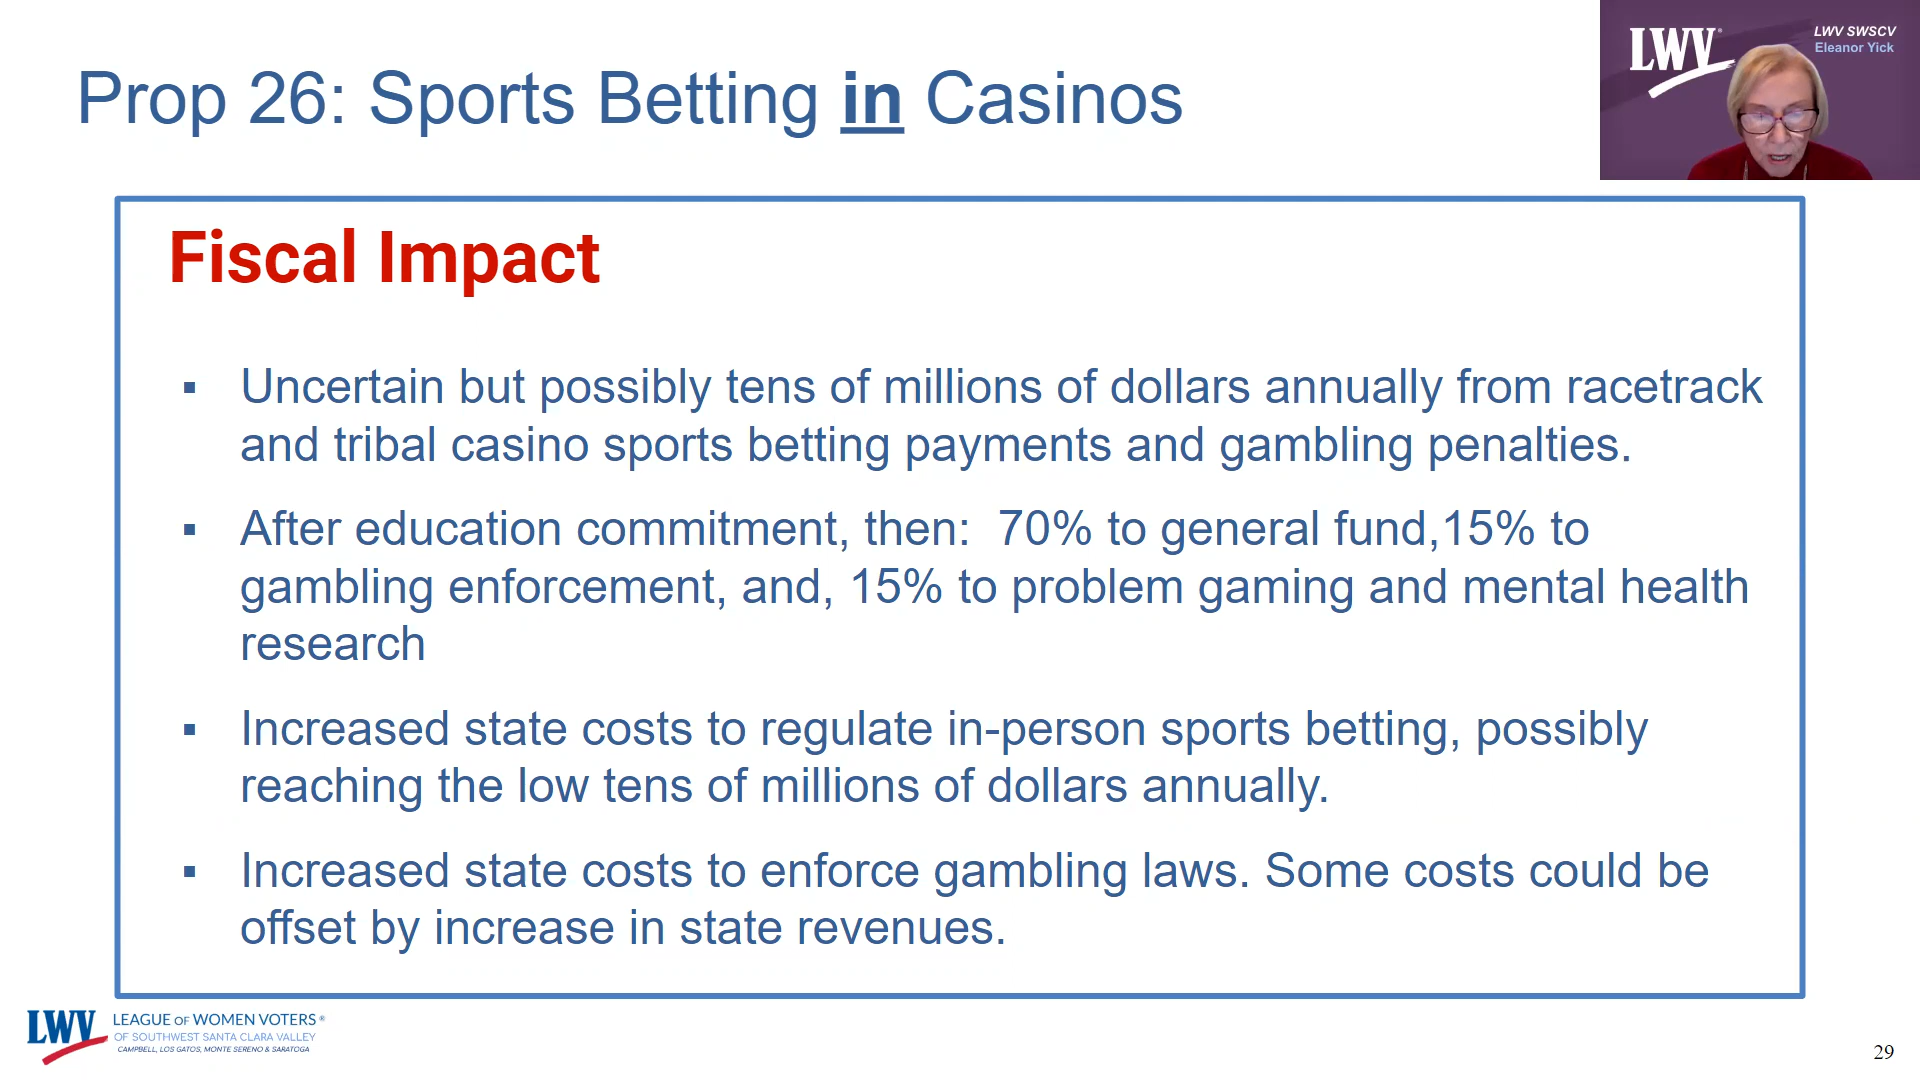 Prop 26: Sports Betting in Casinos
LWV
LWV SWSCV
Eleanor Yick
Fiscal Impact
▪ Uncertain but possibly tens of millions of dollars annually from racetrack
and tribal casino sports betting payments and gambling penalties.
▪ After education commitment, then:  70% to general fund,15% to
gambling enforcement, and, 15% to problem gaming and mental health
research
▪ Increased state costs to regulate in-person sports betting, possibly
reaching the low tens of millions of dollars annually.
▪ Increased state costs to enforce gambling laws. Some costs could be
offset by increase in state revenues.
LWV
LEAGUE OF WOMEN VOTERS®
OF SOUTHWEST SANTA CLARA VALLEY
CAMPBELL, LOS GATOS, MONTE SERENO & SARATOGA
29